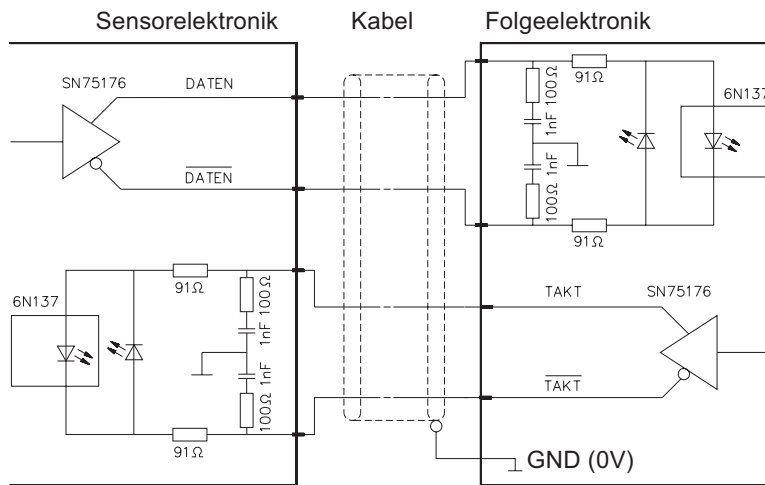 Sensorelektronik
Kabel
Folgeelektronik
SN75176
DATEN
DATEN
91Ω
100Ω
1nF
1nF
100Ω
91Ω
6N137
6N137
91Ω
100Ω
1nF
1nF
100Ω
91Ω
TAKT
SN75176
TAKT
GND (0V)